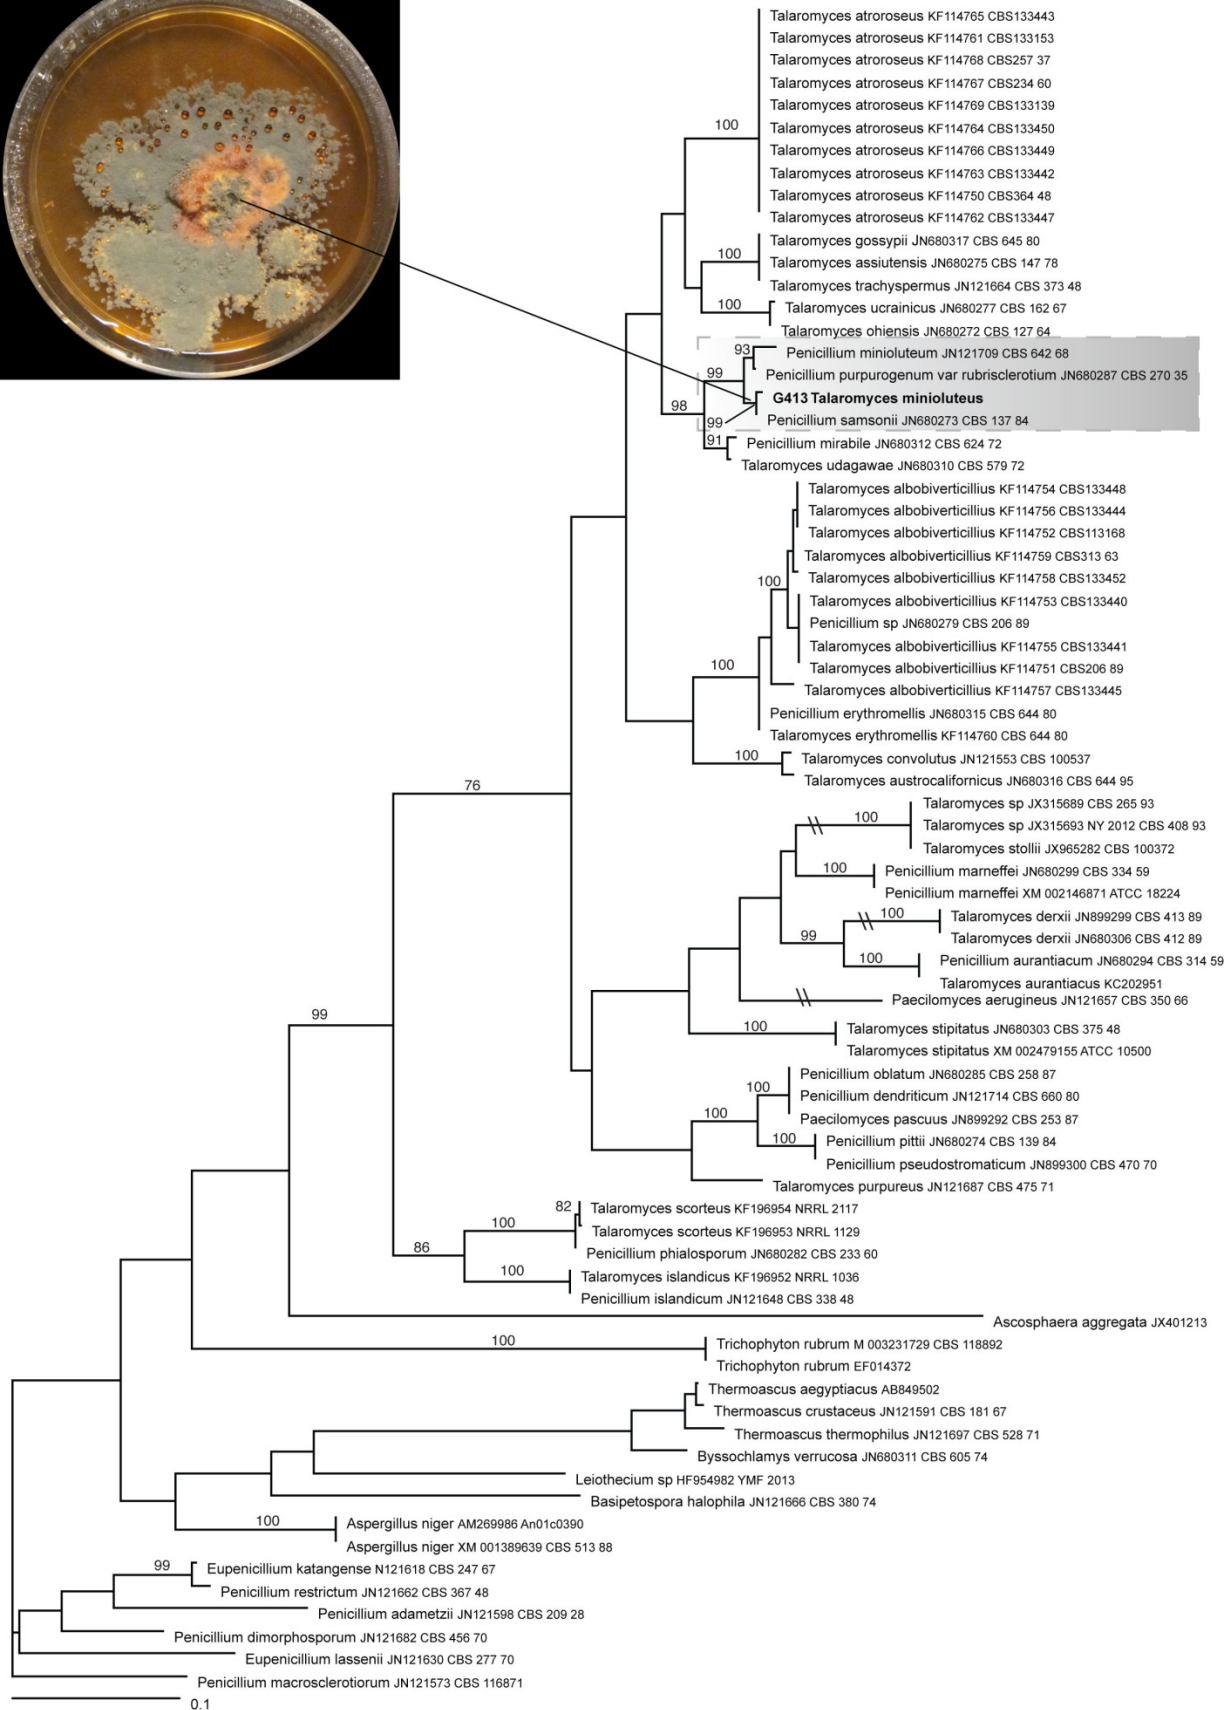 Talaromyces atroroseus KF114765 CBS133443
Talaromyces atroroseus KF114761 CBS133153
Talaromyces atroroseus KF114768 CBS257 37
Talaromyces atroroseus KF114767 CBS234 60
Talaromyces atroroseus KF114769 CBS133139
100
Talaromyces atroroseus KF114764 CBS133450
Talaromyces atroroseus KF114766 CBS133449
Talaromyces atroroseus KF114763 CBS133442
Talaromyces atroroseus KF114750 CBS364 48
Talaromyces atroroseus KF114762 CBS133447
Talaromyces gossypii JN680317 CBS 645 80
100
Talaromyces assiutensis JN680275 CBS 147 78
Talaromyces trachyspermus JN121664 CBS 373 48
100
Talaromyces ucrainicus JN680277 CBS 162 67
Talaromyces ohiensis JN680272 CBS 127 64
93
Penicillium minioluteum JN121709 CBS 642 68
99
Penicillium purpurogenum var rubrisclerotium JN680287 CBS 270 35
G413 Talaromyces minioluteus
98
99
Penicillium samsonii JN680273 CBS 137 84
91
Penicillium mirabile JN680312 CBS 624 72
Talaromyces udagawae JN680310 CBS 579 72
Talaromyces albobiverticillius KF114754 CBS133448
Talaromyces albobiverticillius KF114756 CBS133444
Talaromyces albobiverticillius KF114752 CBS113168
Talaromyces albobiverticillius KF114759 CBS313 63
100
Talaromyces albobiverticillius KF114758 CBS133452
Talaromyces albobiverticillius KF114753 CBS133440
Penicillium sp JN680279 CBS 206 89
Talaromyces albobiverticillius KF114755 CBS133441
100
Talaromyces albobiverticillius KF114751 CBS206 89
Talaromyces albobiverticillius KF114757 CBS133445
Penicillium erythromellis JN680315 CBS 644 80
Talaromyces erythromellis KF114760 CBS 644 80
100
Talaromyces convolutus JN121553 CBS 100537
Talaromyces austrocalifornicus JN680316 CBS 644 95
76
Talaromyces sp JX315689 CBS 265 93
100
Talaromyces sp JX315693 NY 2012 CBS 408 93
Talaromyces stollii JX965282 CBS 100372
100
Penicillium marneffei JN680299 CBS 334 59
Penicillium marneffei XM 002146871 ATCC 18224
100
Talaromyces derxii JN899299 CBS 413 89
99
Talaromyces derxii JN680306 CBS 412 89
100
Penicillium aurantiacum JN680294 CBS 314 59
Talaromyces aurantiacus KC202951
Paecilomyces aerugineus JN121657 CBS 350 66
99
100
Talaromyces stipitatus JN680303 CBS 375 48
Talaromyces stipitatus XM 002479155 ATCC 10500
Penicillium oblatum JN680285 CBS 258 87
100
Penicillium dendriticum JN121714 CBS 660 80
100
Paecilomyces pascuus JN899292 CBS 253 87
100
Penicillium pittii JN680274 CBS 139 84
Penicillium pseudostromaticum JN899300 CBS 470 70
Talaromyces purpureus JN121687 CBS 475 71
82
Talaromyces scorteus KF196954 NRRL 2117
100
Talaromyces scorteus KF196953 NRRL 1129
86
Penicillium phialosporum JN680282 CBS 233 60
100
Talaromyces islandicus KF196952 NRRL 1036
Penicillium islandicum JN121648 CBS 338 48
Ascosphaera aggregata JX401213
100
Trichophyton rubrum M 003231729 CBS 118892
Trichophyton rubrum EF014372
Thermoascus aegyptiacus AB849502
Thermoascus crustaceus JN121591 CBS 181 67
Thermoascus thermophilus JN121697 CBS 528 71
Byssochlamys verrucosa JN680311 CBS 605 74
Leiothecium sp HF954982 YMF 2013
Basipetospora halophila JN121666 CBS 380 74
100
Aspergillus niger AM269986 An01c0390
Aspergillus niger XM 001389639 CBS 513 88
99
Eupenicillium katangense N121618 CBS 247 67
Penicillium restrictum JN121662 CBS 367 48
Penicillium adametzii JN121598 CBS 209 28
Penicillium dimorphosporum JN121682 CBS 456 70
Eupenicillium lassenii JN121630 CBS 277 70
Penicillium macrosclerotiorum JN121573 CBS 116871
0.1